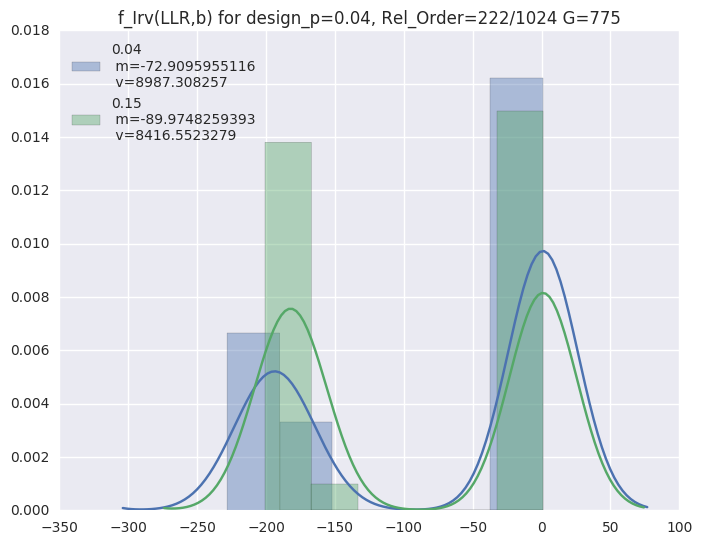 f_Irv(LLR,b) for design_p=0.04, Rel_Order=222/1024 G=775
0.04
m=-72.9095955116
v=8987.308257
0.15
m=-89.9748259393
v=8416.5523279
0.018
0.016
0.014
0.012
0.010
0.008
0.006
0.004
0.002
0.000
−350 −300 −250 −200 −150 −100 −50 0 50 100